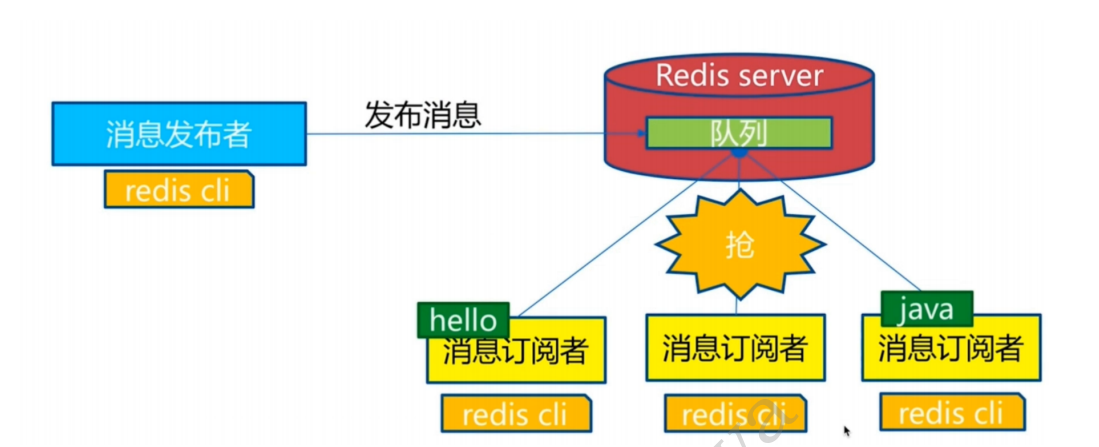 Redis server
发布消息
消息发布者
队列
redis cli
抢
hello
java
消息订阅者
消息订阅者
消息订阅者
redis cli
redis cli
redis cli